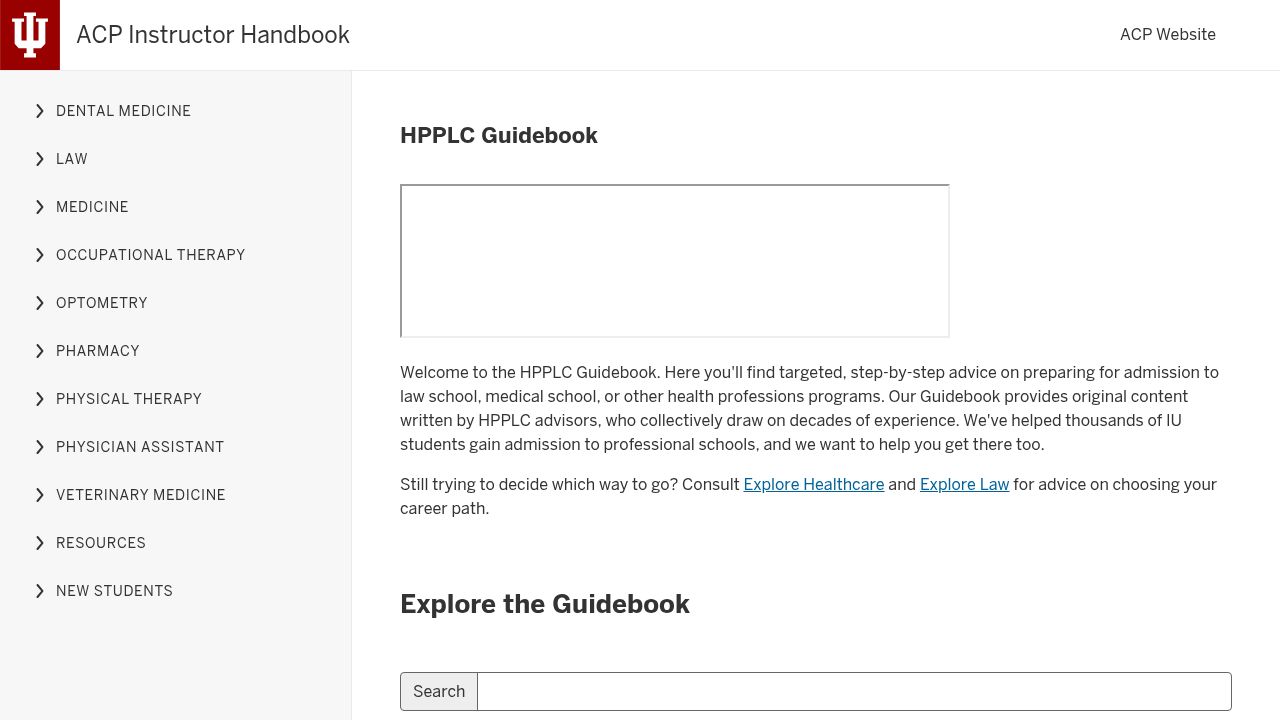 ACP Instructor Handbook
ACP Website
DENTAL MEDICINE
LAW
MEDICINE
OCCUPATIONAL THERAPY
OPTOMETRY
PHARMACY
PHYSICAL THERAPY
PHYSICIAN ASSISTANT
VETERINARY MEDICINE
RESOURCES
NEW STUDENTS
HPPLC Guidebook
Welcome to the HPPLC Guidebook. Here you'll find targeted, step-by-step advice on preparing for admission to
law school, medical school, or other health professions programs. Our Guidebook provides original content
written by HPPLC advisors, who collectively draw on decades of experience. We've helped thousands of IU
students gain admission to professional schools, and we want to help you get there too.
Still trying to decide which way to go? Consult Explore Healthcare and Explore Law for advice on choosing your
career path.
Explore the Guidebook
Search